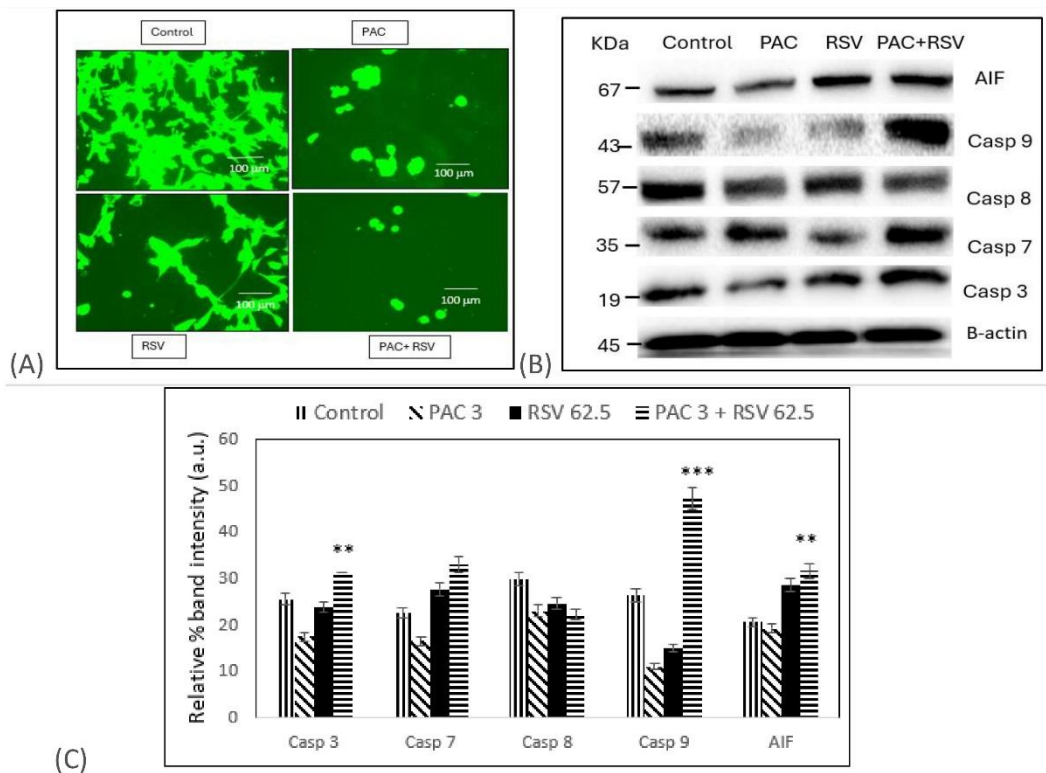 Control PAC
100 µm 100 µm
100 µm 100 µm
RSV PAC+ RSV
(A)
KDa Control PAC RSV PAC+RSV
67 AIF
43 Casp 9
57 Casp 8
35 Casp 7
19 Casp 3
45 B-actin
(B)
Control PAC 3 RSV 62.5 PAC 3 + RSV 62.5
Relative % band intensity (a.u.)
60
50
40
30
20
10
0
** *** **
Casp 3 Casp 7 Casp 8 Casp 9 AIF
(C)